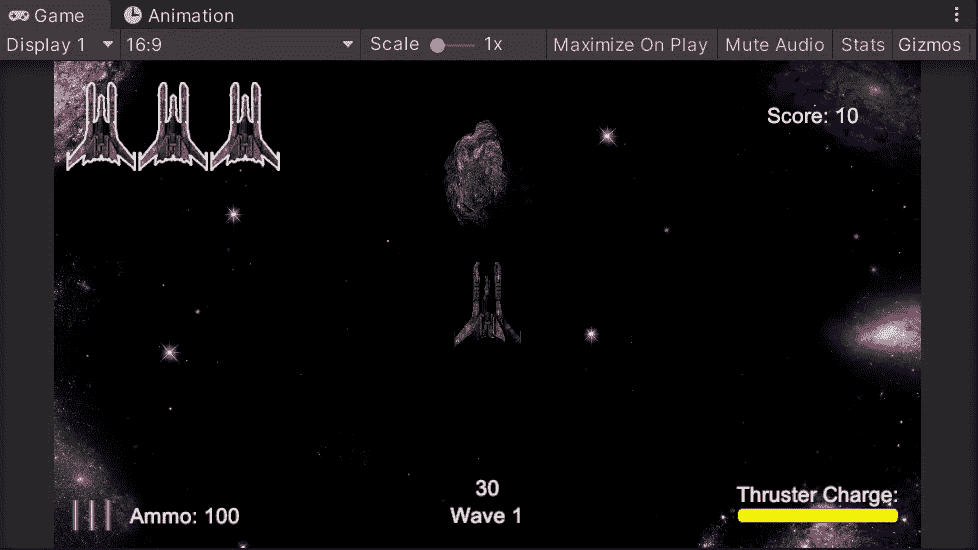 Game Animation
Display 1 16:9 Scale 1x Maximize On Play Mute Audio Stats Gizmos
Score: 10
30
Thruster Charge:
Ammo: 100 Wave 1